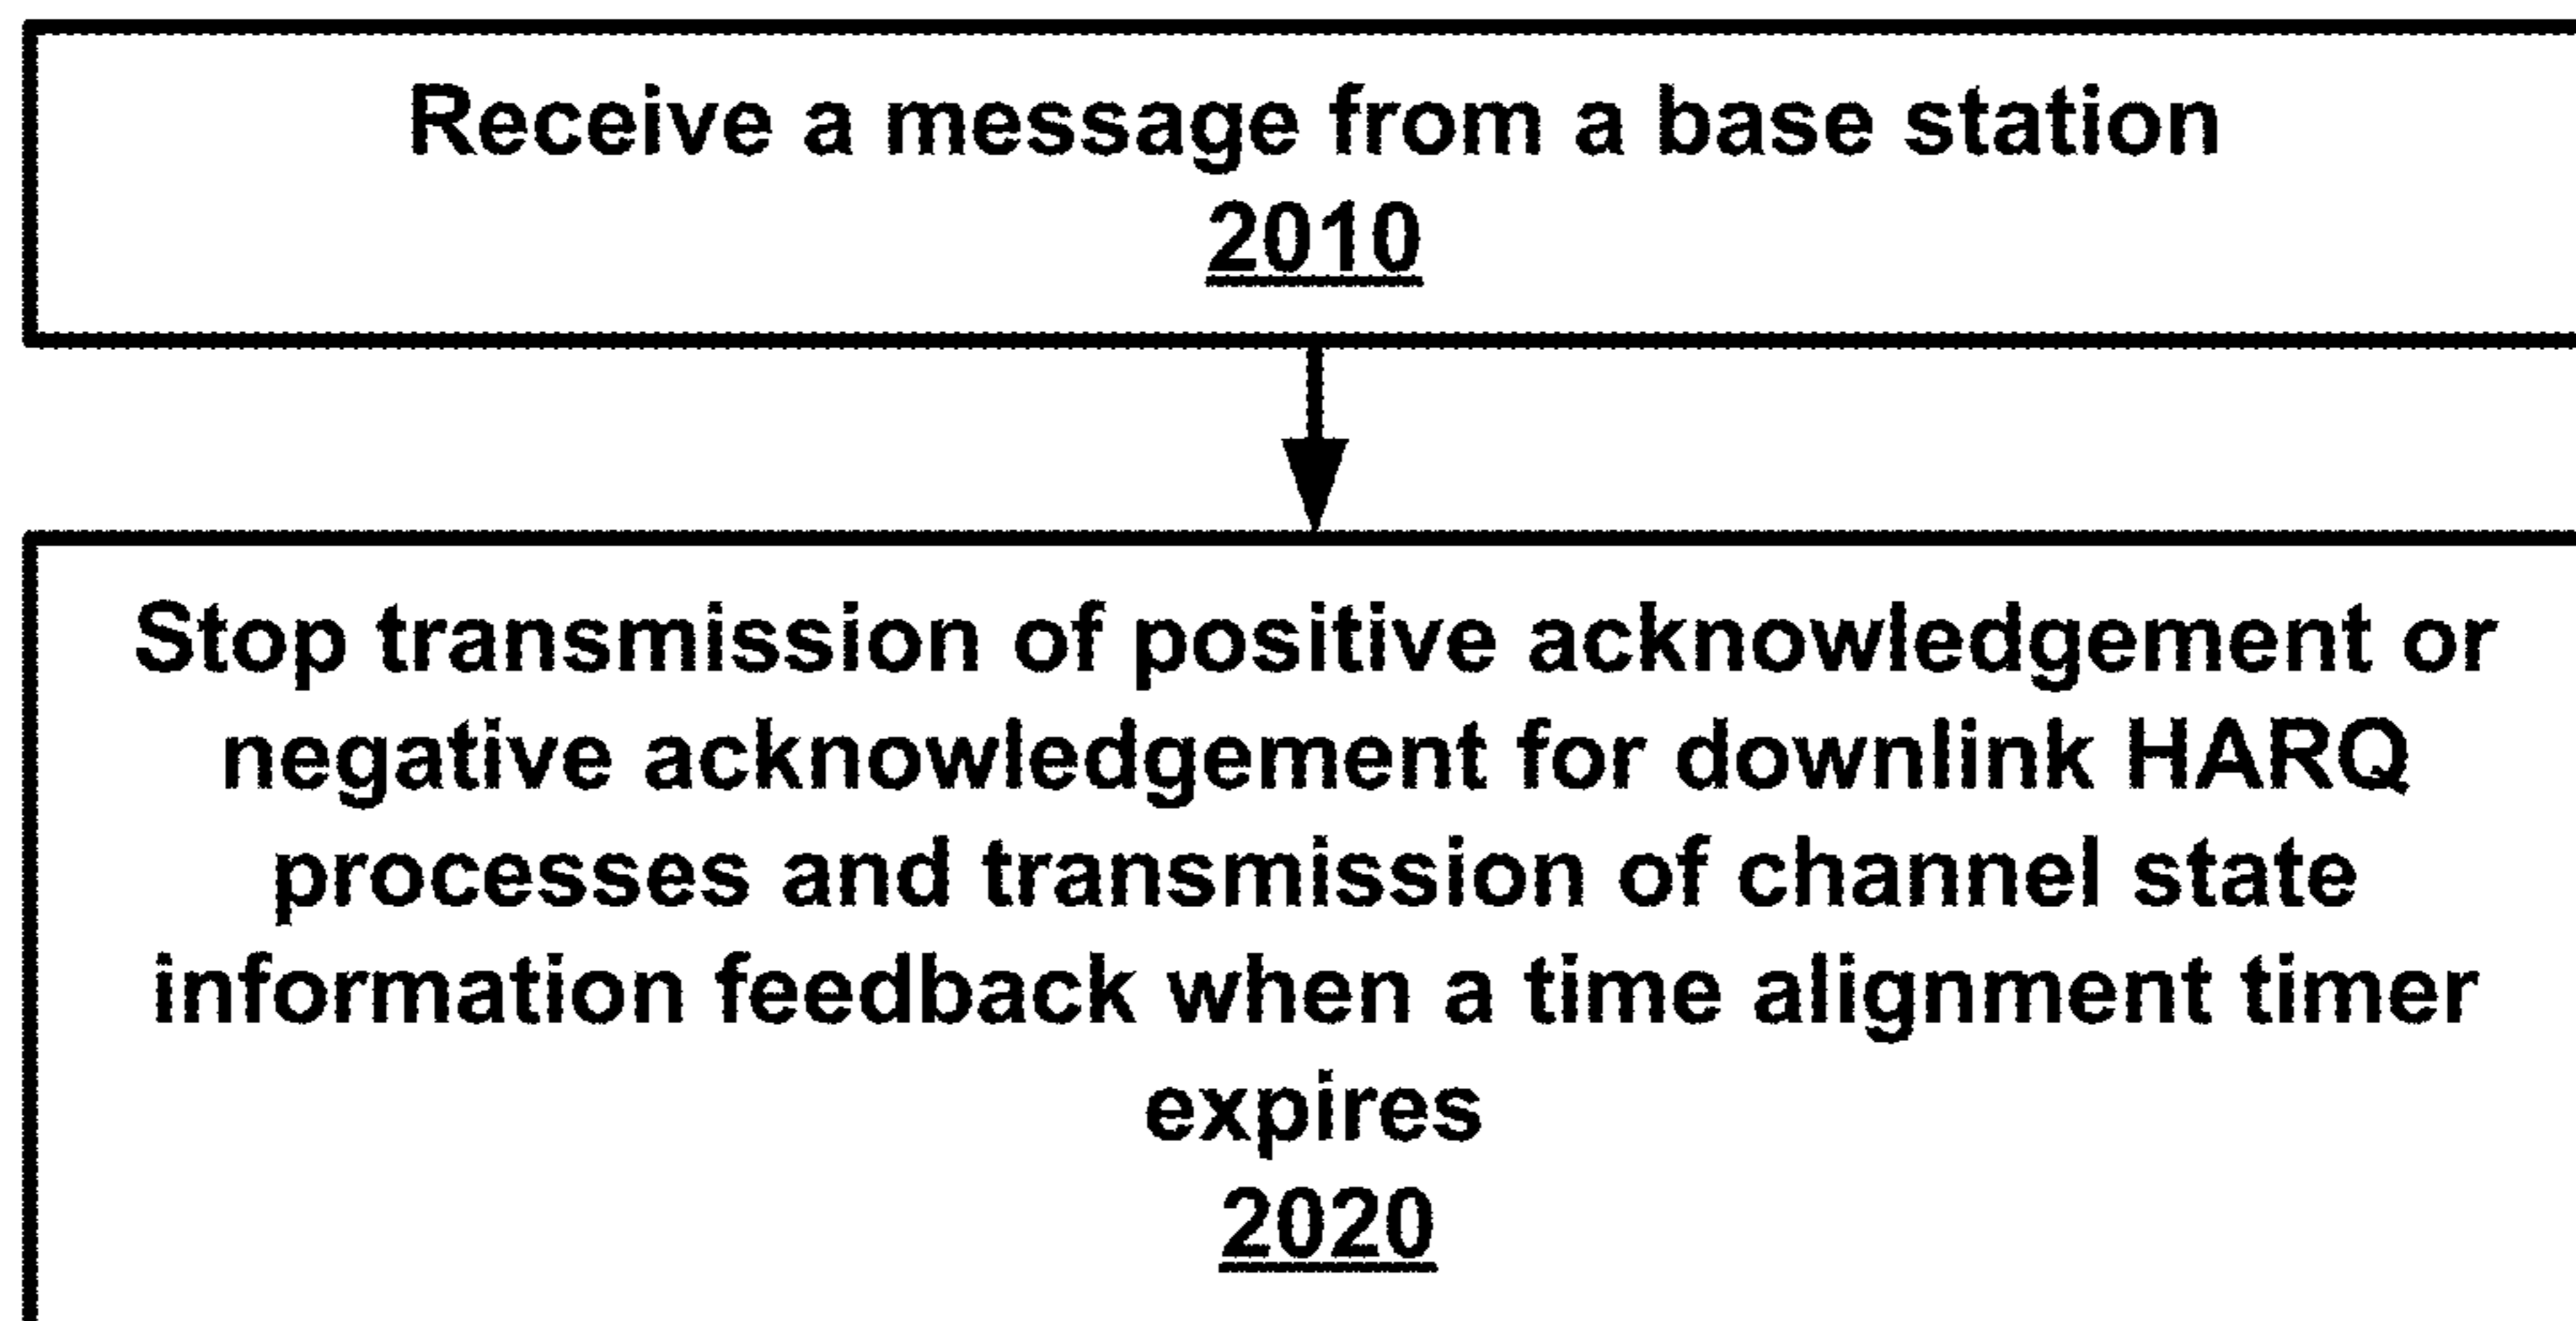 Receive a message from a base station
2010
Stop transmission of positive acknowledgement or
negative acknowledgement for downlink HARQ
processes and transmission of channel state
information feedback when a time alignment timer
expires
2020